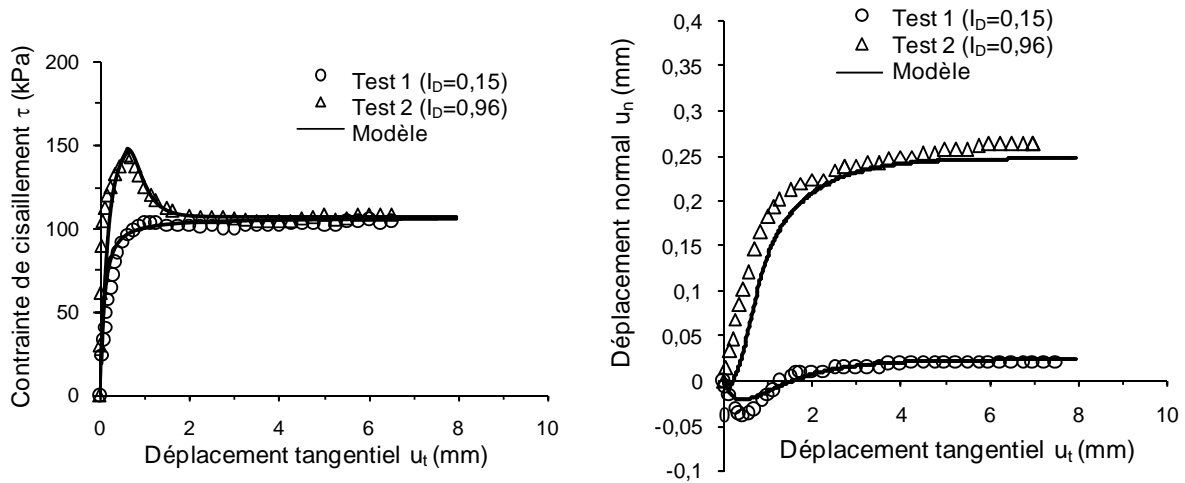 Contrainte de cisaillement τ (kPa)
200
150
100
50
0
Test 1 (I_D=0,15)
Test 2 (I_D=0,96)
Modèle
0 2 4 6 8 10
Déplacement tangentiel u_t (mm)
Déplacement normal u_n (mm)
0,4
0,35
0,3
0,25
0,2
0,15
0,1
0,05
0
-0,05
-0,1
Test 1 (I_D=0,15)
Test 2 (I_D=0,96)
Modèle
0 2 4 6 8 10
Déplacement tangentiel u_t (mm)